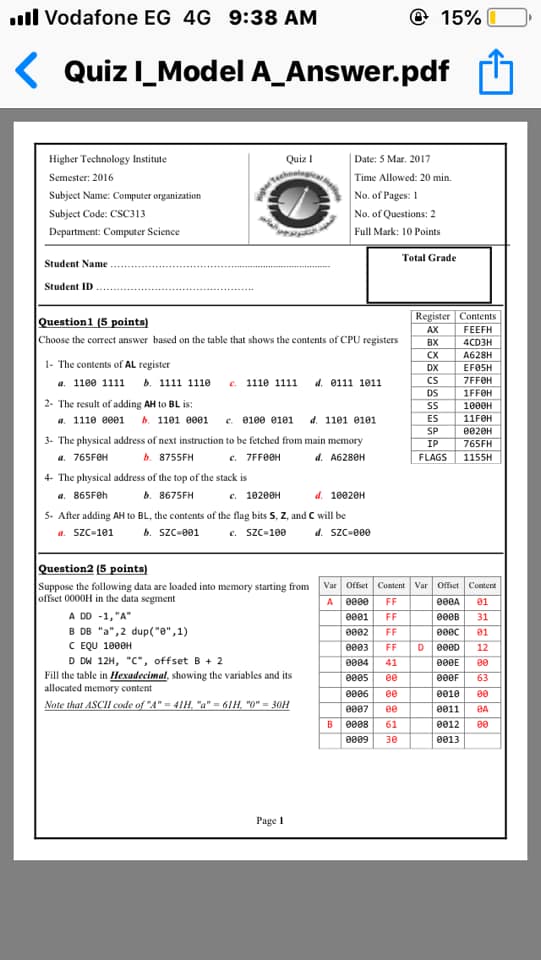 Vodafone EG 4G 9:38 AM 15%
Quiz I_Model A_Answer.pdf
Higher Technology Institute
Semester: 2016
Subject Name: Computer organization
Subject Code: CSC313
Department: Computer Science
Quiz I
Date: 5 Mar. 2017
Time Allowed: 20 min.
No. of Pages: 1
No. of Questions: 2
Full Mark: 10 Points
Student Name
Student ID
Total Grade
Question1 (5 points)
Choose the correct answer based on the table that shows the contents of CPU registers
1- The contents of AL register
a. 1100 1111 b. 1111 1110 c. 1110 1111 d. 0111 1011
2- The result of adding AH to BL is:
a. 1110 0001 b. 1101 0001 c. 0100 0101 d. 1101 0101
3- The physical address of next instruction to be fetched from main memory
a. 765F0H b. 8755FH c. 7FF00H d. A6280H
4- The physical address of the top of the stack is
a. 865F0h b. 8675FH c. 10200H d. 10020H
5- After adding AH to BL, the contents of the flag bits S, Z, and C will be
a. SZC=101 b. SZC=001 c. SZC=100 d. SZC=000
Register Contents
AX FEEFH
BX 4CD3H
CX A628H
DX EF05H
CS 7FF0H
DS 1FF0H
SS 1000H
ES 11F0H
SP 0020H
IP 765FH
FLAGS 1155H
Question2 (5 points)
Suppose the following data are loaded into memory starting from
offset 0000H in the data segment
A DD -1,"A"
B DB "a",2 dup("0",1)
C EQU 1000H
D DW 12H, "C", offset B + 2
Fill the table in Hexadecimal, showing the variables and its
allocated memory content
Note that ASCII code of "A" = 41H, "a" = 61H, "0" = 30H
Var Offset Content Var Offset Content
A 0000 FF 000A 01
0001 FF 000B 31
0002 FF 000C 01
0003 FF D 000D 12
0004 41 000E 00
0005 00 000F 63
0006 00 0010 00
0007 00 0011 0A
B 0008 61 0012 00
0009 30 0013
Page 1